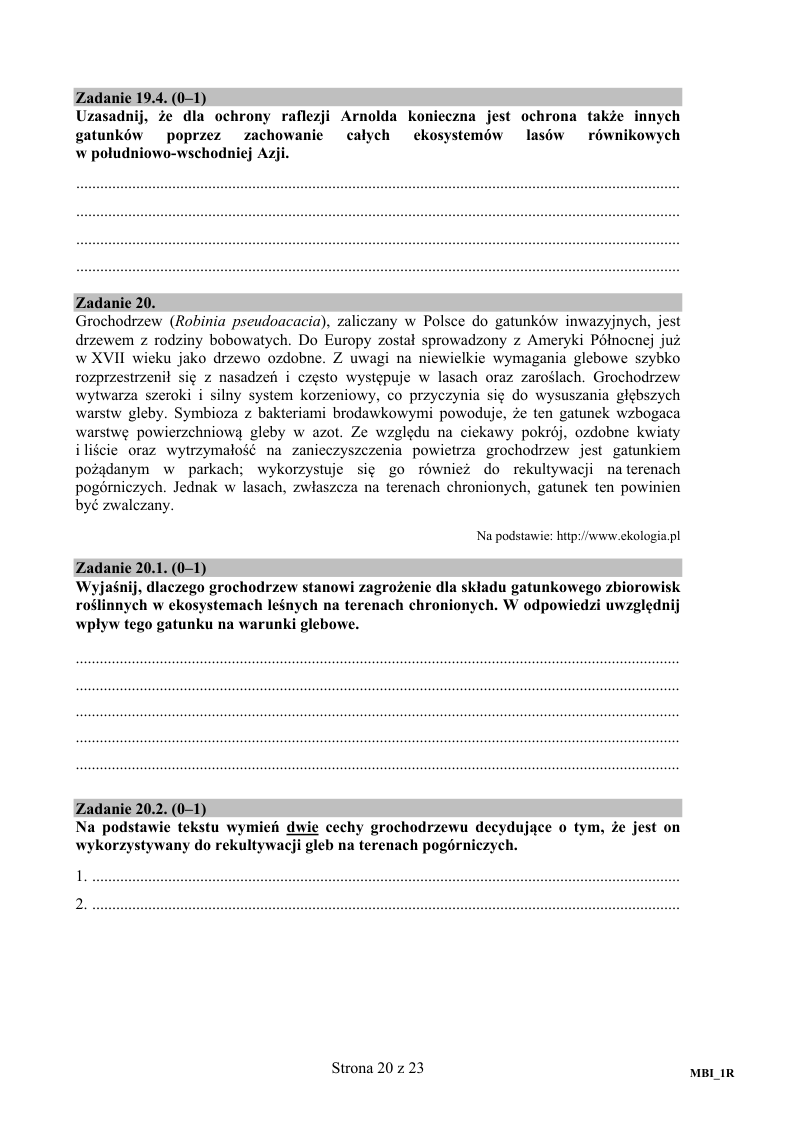 Zadanie 19.4. (0–1)
Uzasadnij, że dla ochrony raflezji Arnolda konieczna jest ochrona także innych
gatunków poprzez zachowanie całych ekosystemów lasów równikowych
w południowo-wschodniej Azji.
................................................................................
................................................................................
................................................................................
................................................................................
Zadanie 20.
Grochodrzew (Robinia pseudoacacia), zaliczany w Polsce do gatunków inwazyjnych, jest
drzewem z rodziny bobowatych. Do Europy został sprowadzony z Ameryki Północnej już
w XVII wieku jako drzewo ozdobne. Z uwagi na niewielkie wymagania glebowe szybko
rozprzestrzenił się z nasadzeń i często występuje w lasach oraz zaroślach. Grochodrzew
wytwarza szeroki i silny system korzeniowy, co przyczynia się do wysuszania głębszych
warstw gleby. Symbioza z bakteriami brodawkowymi powoduje, że ten gatunek wzbogaca
warstwę powierzchniową gleby w azot. Ze względu na ciekawy pokrój, ozdobne kwiaty
i liście oraz wytrzymałość na zanieczyszczenia powietrza grochodrzew jest gatunkiem
pożądanym w parkach; wykorzystuje się go również do rekultywacji na terenach
pogórniczych. Jednak w lasach, zwłaszcza na terenach chronionych, gatunek ten powinien
być zwalczany.
Na podstawie: http://www.ekologia.pl
Zadanie 20.1. (0–1)
Wyjaśnij, dlaczego grochodrzew stanowi zagrożenie dla składu gatunkowego zbiorowisk
roślinnych w ekosystemach leśnych na terenach chronionych. W odpowiedzi uwzględnij
wpływ tego gatunku na warunki glebowe.
................................................................................
................................................................................
................................................................................
................................................................................
................................................................................
Zadanie 20.2. (0–1)
Na podstawie tekstu wymień dwie cechy grochodrzewu decydujące o tym, że jest on
wykorzystywany do rekultywacji gleb na terenach pogórniczych.
1. ................................................................................
2. ................................................................................
Strona 20 z 23
MBI_1R